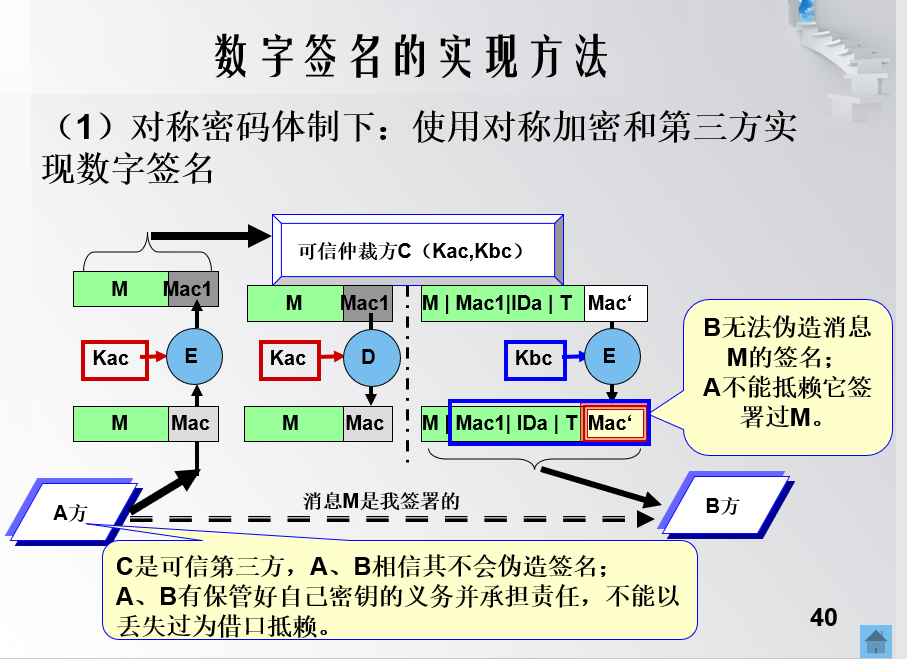 数字签名的实现方法
（1）对称密码体制下：使用对称加密和第三方实
现数字签名
可信仲裁方C（Kac,Kbc）
M Mac1
M Mac1
M | Mac1|IDa | T Mac‘
Kac E
Kac D
Kbc E
M Mac
M Mac
M | Mac1| IDa | T Mac‘
B无法伪造消息
M的签名；
A不能抵赖它签
署过M。
A方
消息M是我签署的
B方
C是可信第三方，A、B相信其不会伪造签名；
A、B有保管好自己密钥的义务并承担责任，不能以
丢失过为借口抵赖。
40